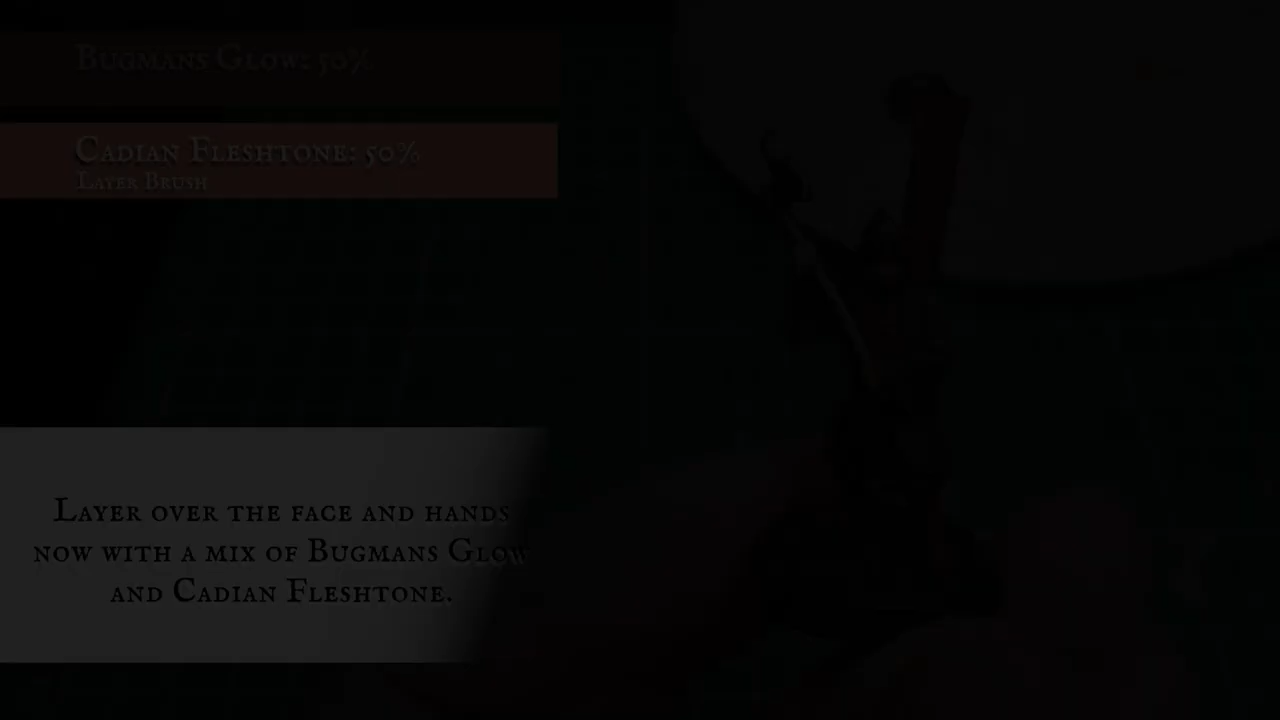 Bugmans Glow: 50%
Cadian Fleshtone: 50%
Layer Brush
Layer over the face and hands
now with a mix of Bugmans Glow
and Cadian Fleshtone.